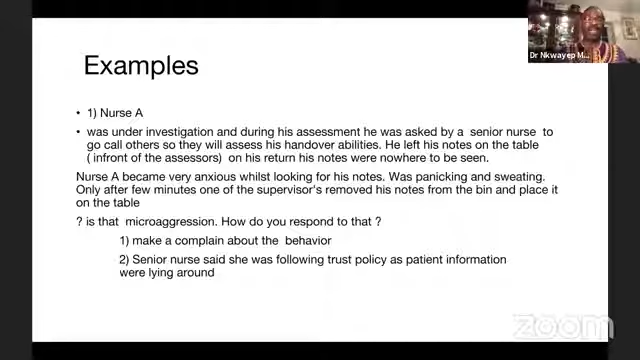 Dr Nkwayep M...
Examples
• 1) Nurse A
• was under investigation and during his assessment he was asked by a senior nurse to
go call others so they will assess his handover abilities. He left his notes on the table
( infront of the assessors) on his return his notes were nowhere to be seen.
Nurse A became very anxious whilst looking for his notes. Was panicking and sweating.
Only after few minutes one of the supervisor's removed his notes from the bin and place it
on the table
? is that microaggression. How do you respond to that ?
1) make a complain about the behavior
2) Senior nurse said she was following trust policy as patient information
were lying around
zoom